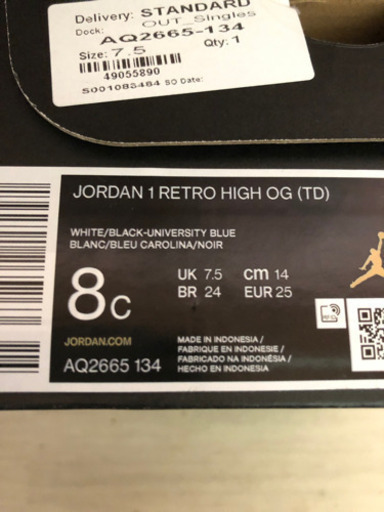 Delivery: STANDARD
OUT_Singles
Dock:
AQ2665-134
Size: 7.5
Qty: 1
49055890
S001083484 SO Date:
JORDAN 1 RETRO HIGH OG (TD)
WHITE/BLACK-UNIVERSITY BLUE
BLANC/BLEU CAROLINA/NOIR
8C
UK 7.5 cm 14
BR 24 EUR 25
JORDAN.COM
AQ2665 134
MADE IN INDONESIA /
FABRIQUE EN INDONESIE /
FABRICADO NA INDONÉSIA /
HECHO EN INDONESIA